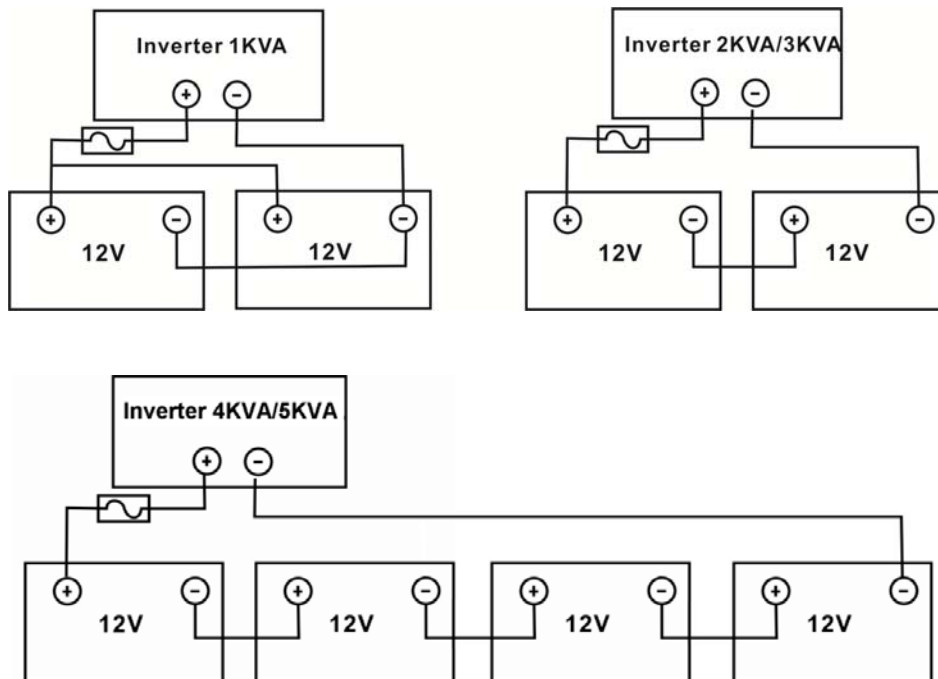 Inverter 1KVA
+ −
+ − + −
12V 12V
Inverter 2KVA/3KVA
+ −
+ − + −
12V 12V
Inverter 4KVA/5KVA
+ −
+ − + − + − + −
12V 12V 12V 12V